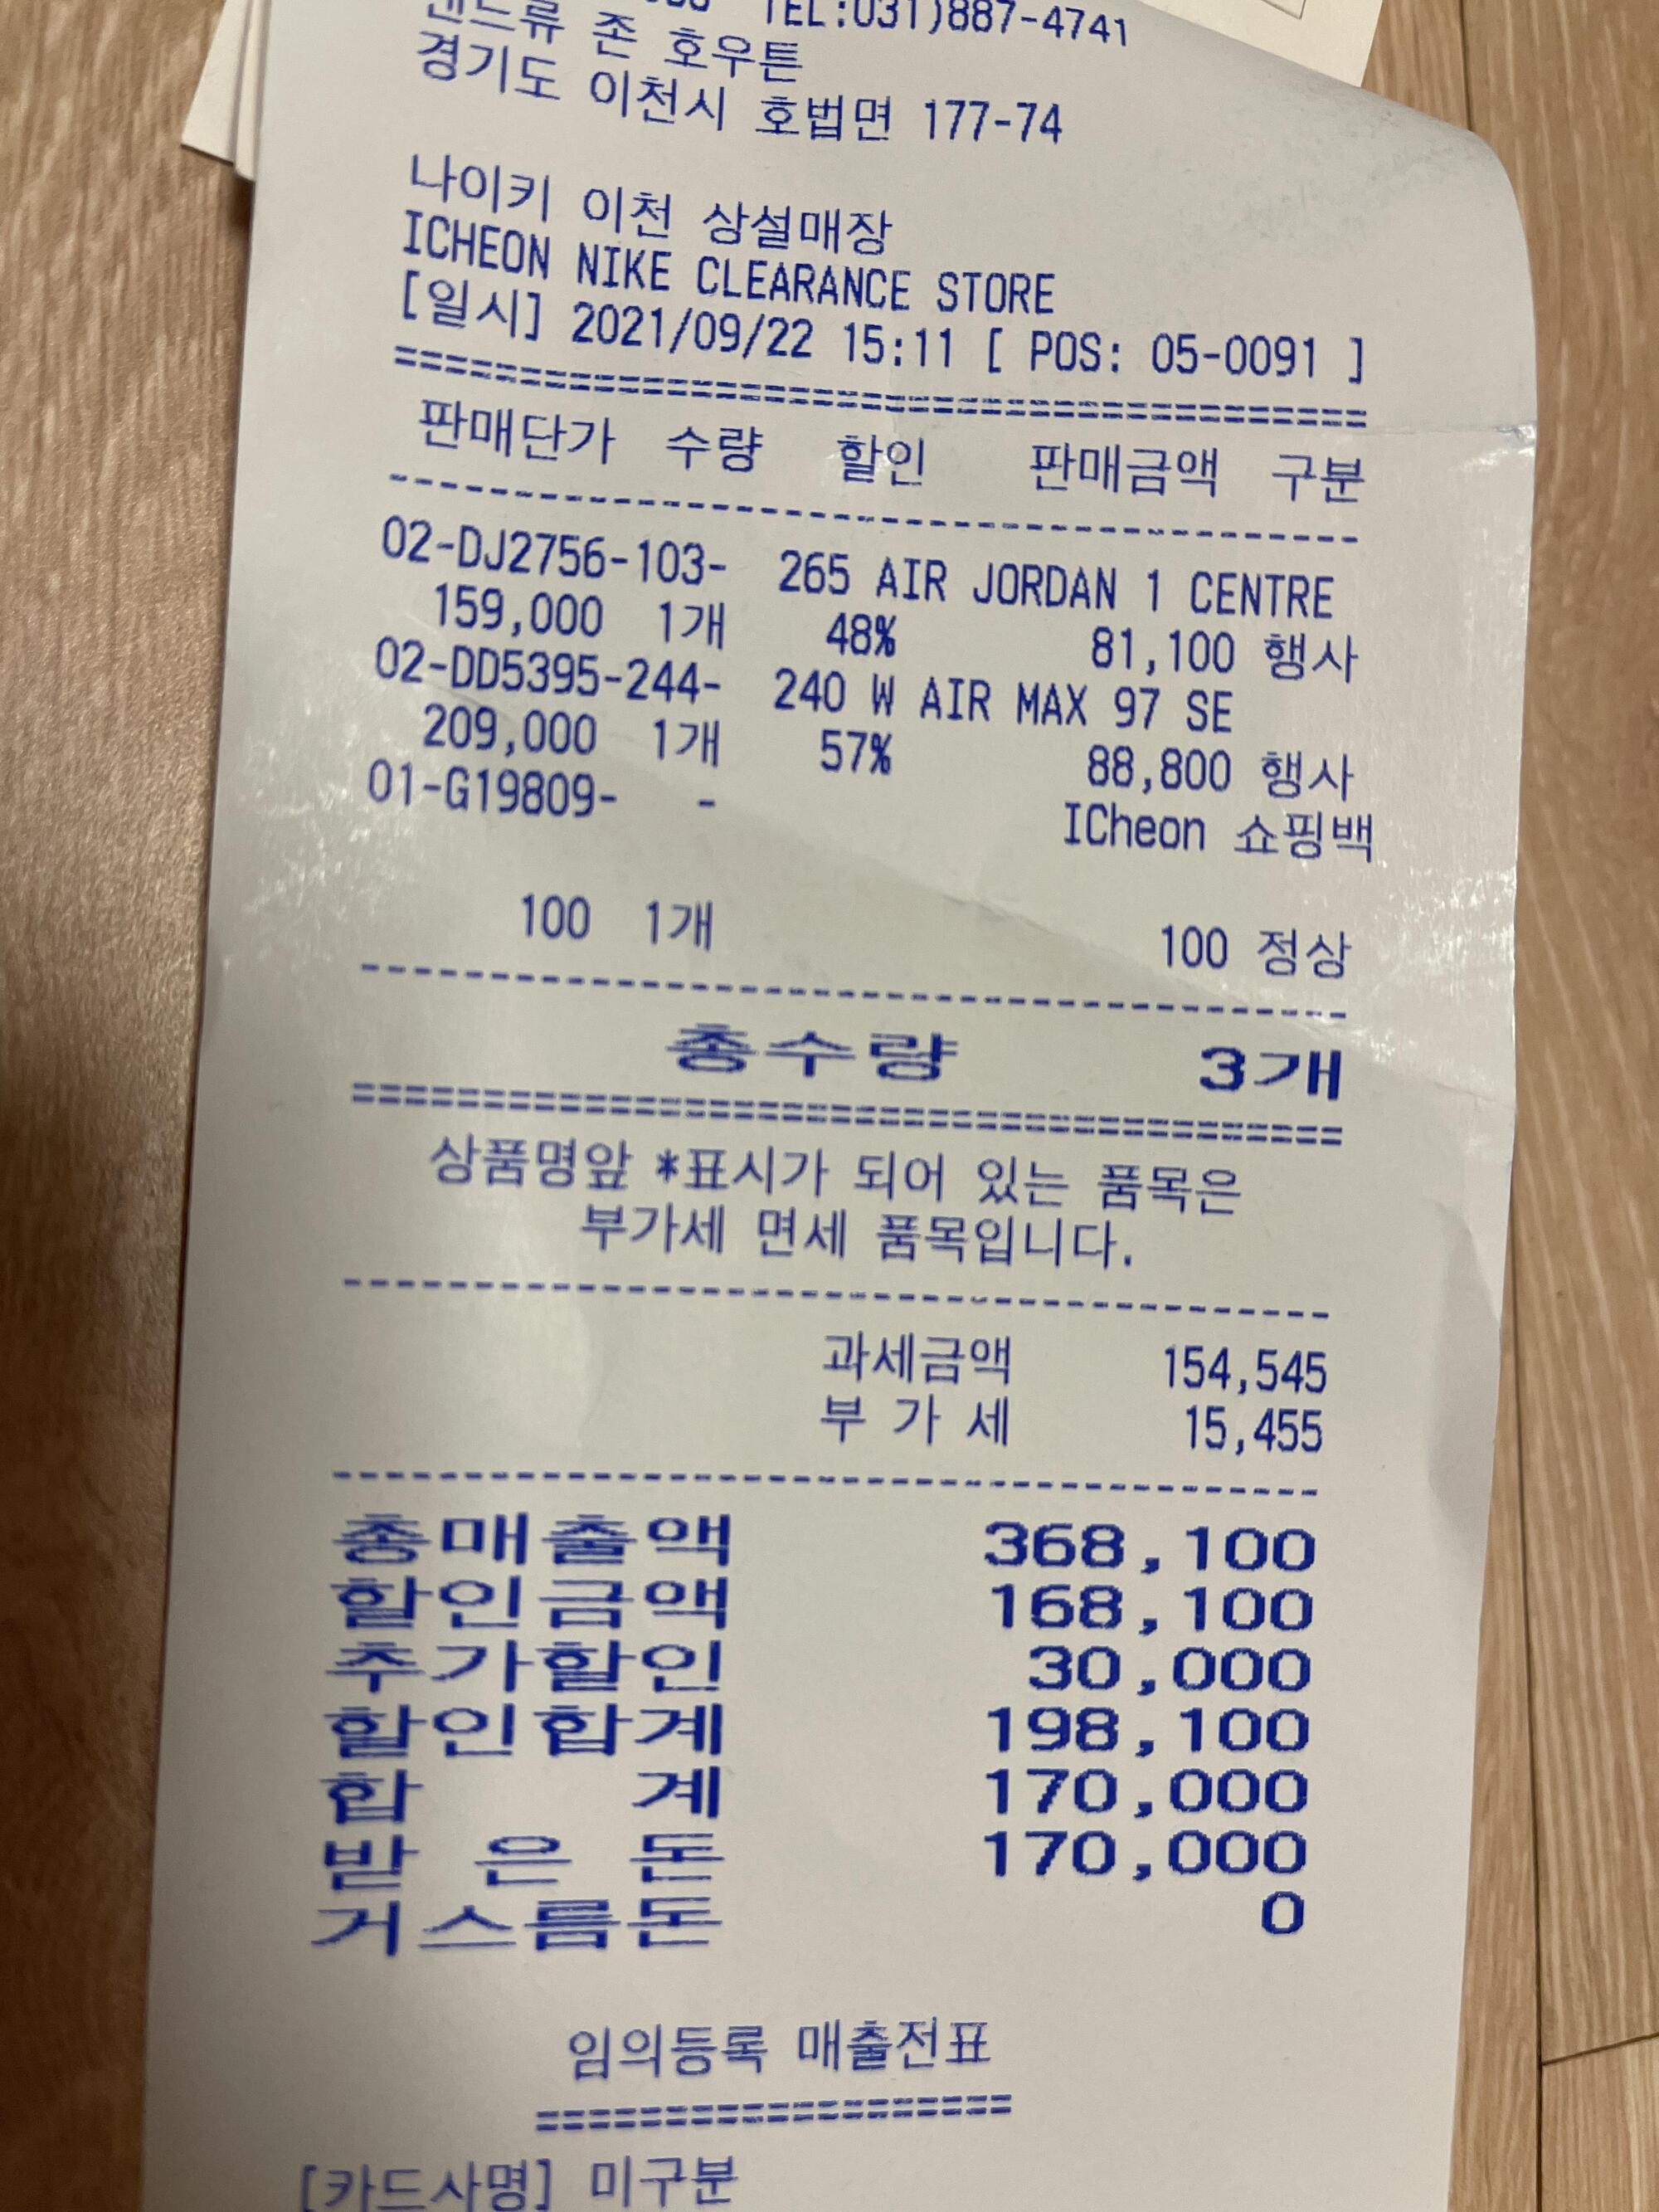 TEL:031)887-4741
존 호우튼
경기도 이천시 호법면 177-74
나이키 이천 상설매장
ICHEON NIKE CLEARANCE STORE
[일시] 2021/09/22 15:11 [ POS: 05-0091 ]
판매단가 수량 할인 판매금액 구분
02-DJ2756-103- 265 AIR JORDAN 1 CENTRE
159,000 1개 48% 81,100 행사
02-DD5395-244- 240 W AIR MAX 97 SE
209,000 1개 57% 88,800 행사
01-G19809- - ICheon 쇼핑백
100 1개 100 정상
총수량 3개
상품명앞 *표시가 되어 있는 품목은
부가세 면세 품목입니다.
과세금액 154,545
부 가 세 15,455
총매출액 368,100
할인금액 168,100
추가할인 30,000
할인합계 198,100
합 계 170,000
받 은 돈 170,000
거스름돈 0
임의등록 매출전표
[카드사명] 미구분